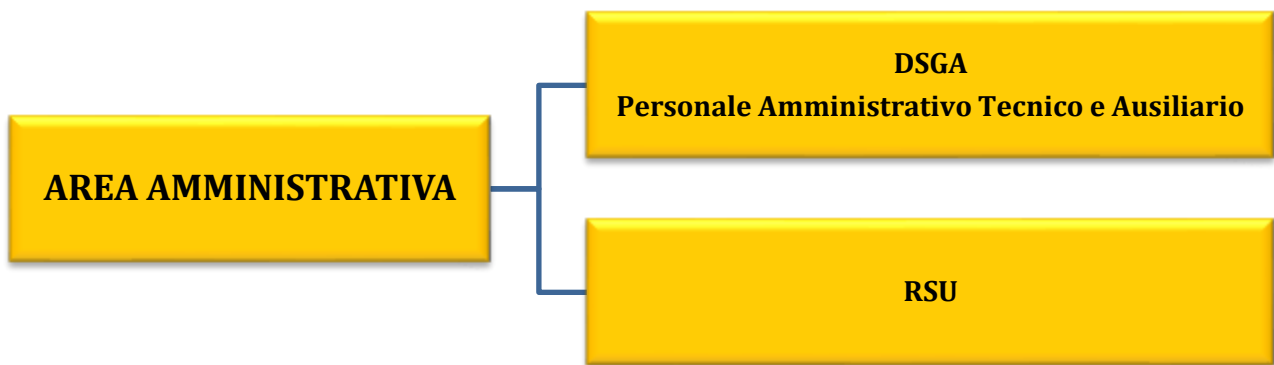 AREA AMMINISTRATIVA
DSGA
Personale Amministrativo Tecnico e Ausiliario
RSU